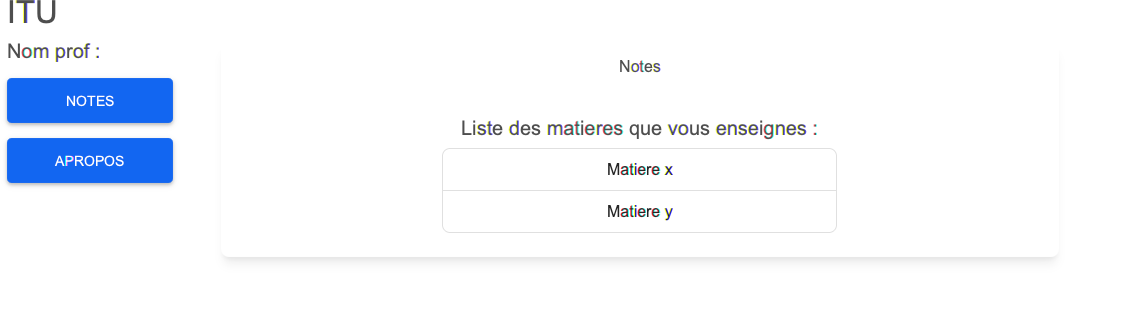 ITU
Nom prof :
NOTES
APROPOS
Notes
Liste des matieres que vous enseignes :
Matiere x
Matiere y